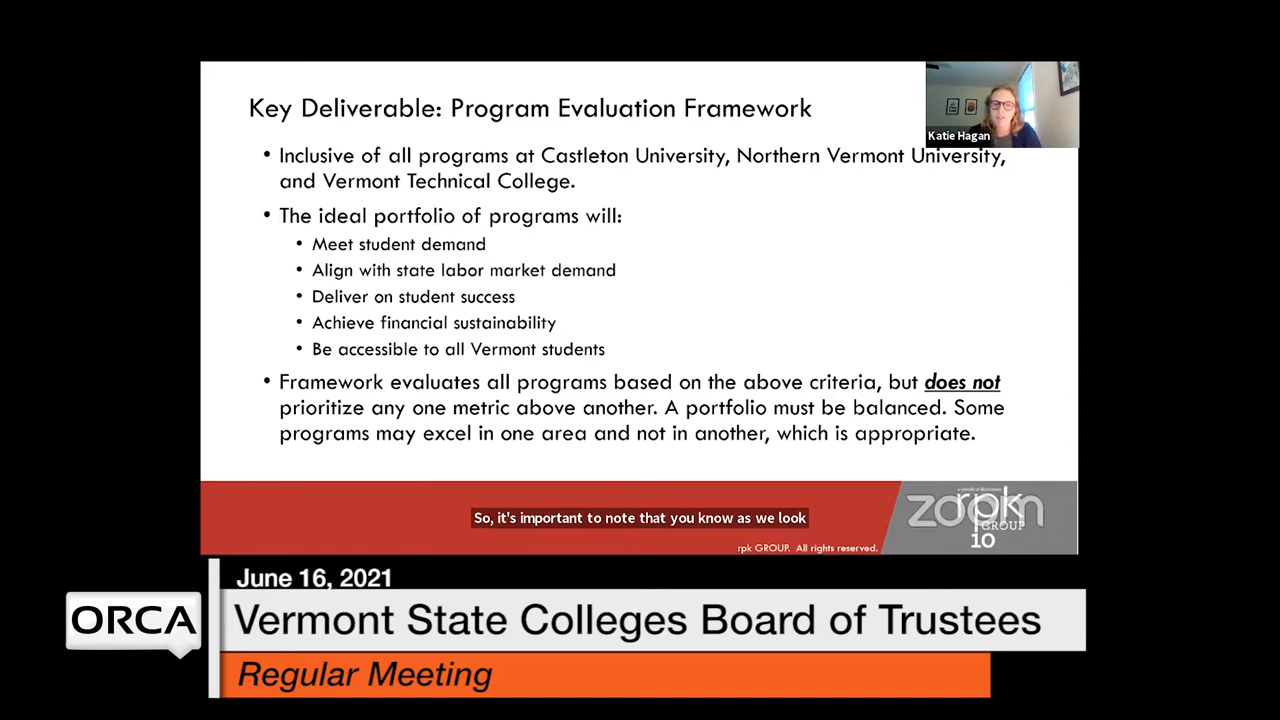 Key Deliverable: Program Evaluation Framework
Katie Hagan
• Inclusive of all programs at Castleton University, Northern Vermont University,
and Vermont Technical College.
• The ideal portfolio of programs will:
• Meet student demand
• Align with state labor market demand
• Deliver on student success
• Achieve financial sustainability
• Be accessible to all Vermont students
• Framework evaluates all programs based on the above criteria, but does not
prioritize any one metric above another. A portfolio must be balanced. Some
programs may excel in one area and not in another, which is appropriate.
So, it's important to note that you know as we look
zoom
rpk
GROUP
10
rpk GROUP. All rights reserved.
June 16, 2021
ORCA
Vermont State Colleges Board of Trustees
Regular Meeting